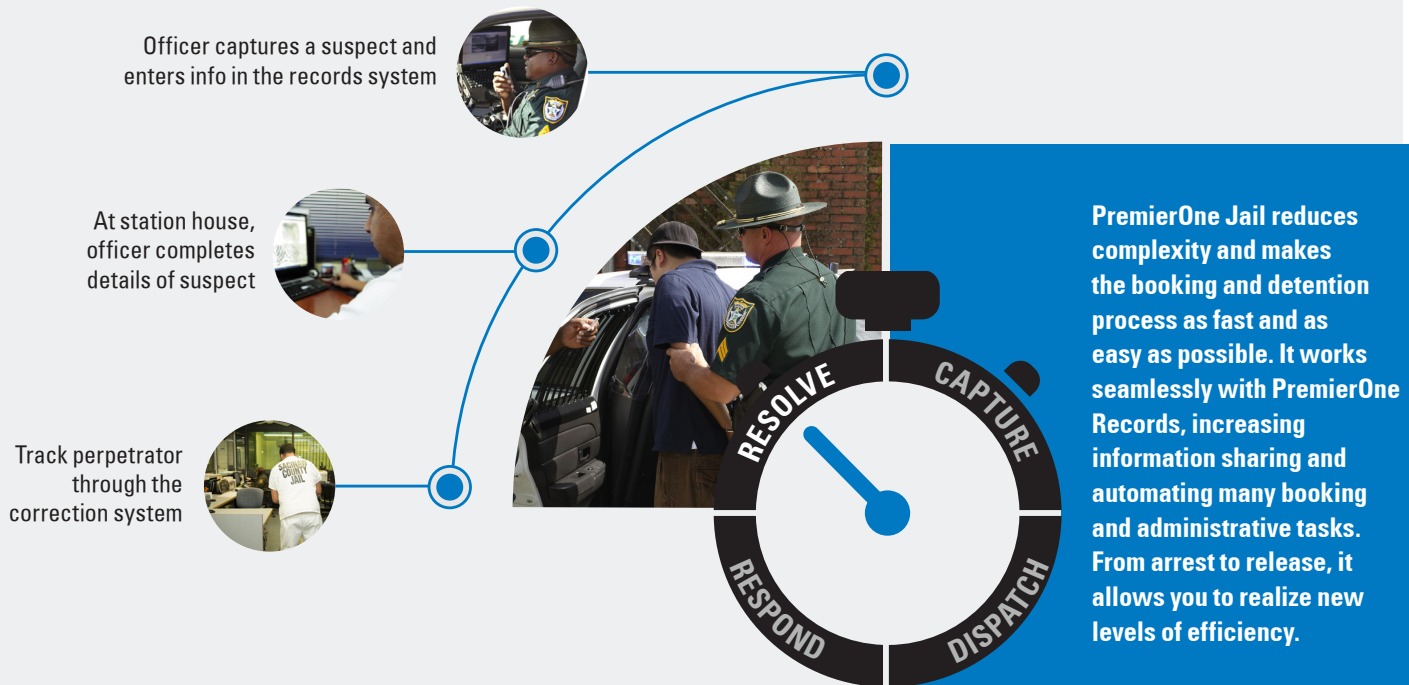 Officer captures a suspect and
enters info in the records system
At station house,
officer completes
details of suspect
Track perpetrator
through the
correction system
SAGINAW
COUNTY
JAIL
RESOLVE
CAPTURE
RESPOND
DISPATCH
PremierOne Jail reduces
complexity and makes
the booking and detention
process as fast and as
easy as possible. It works
seamlessly with PremierOne
Records, increasing
information sharing and
automating many booking
and administrative tasks.
From arrest to release, it
allows you to realize new
levels of efficiency.